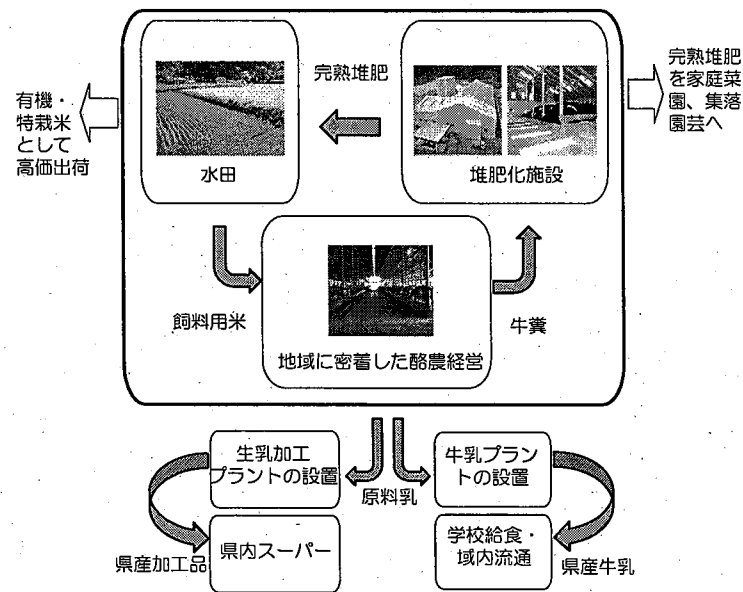 完熟堆肥
有機・
特栽米
として
高価出荷
完熟堆肥
を家庭菜
園、集落
園芸へ
水田
堆肥化施設
飼料用米
牛糞
地域に密着した酪農経営
生乳加工
プラントの設置
原料乳
牛乳プラン
トの設置
県産加工品
県内スーパー
学校給食・
域内流通
県産牛乳